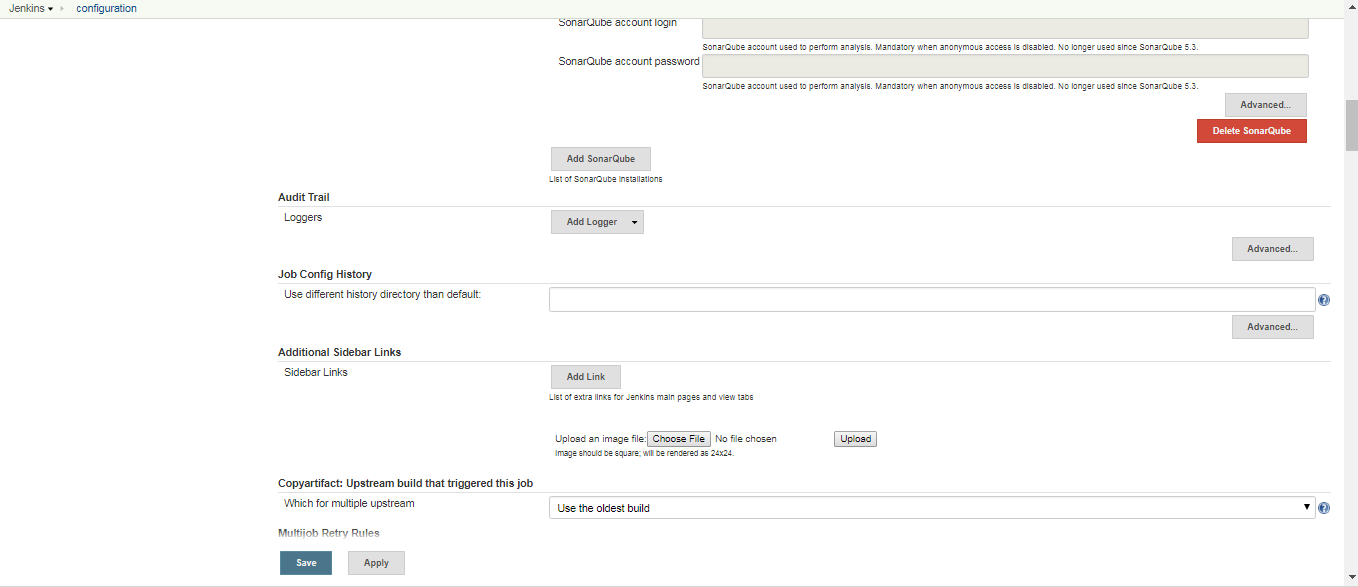 Jenkins configuration
SonarQube account login
SonarQube account used to perform analysis. Mandatory when anonymous access is disabled. No longer used since SonarQube 5.3.
SonarQube account password
SonarQube account used to perform analysis. Mandatory when anonymous access is disabled. No longer used since SonarQube 5.3.
Advanced...
Delete SonarQube
Add SonarQube
List of SonarQube installations
Audit Trail
Loggers Add Logger
Advanced...
Job Config History
Use different history directory than default:
Advanced...
Additional Sidebar Links
Sidebar Links Add Link
List of extra links for Jenkins main pages and view tabs
Upload an image file: Choose File No file chosen Upload
Image should be square; will be rendered as 24x24.
Copyartifact: Upstream build that triggered this job
Which for multiple upstream Use the oldest build
Multijob Retry Rules
Save Apply